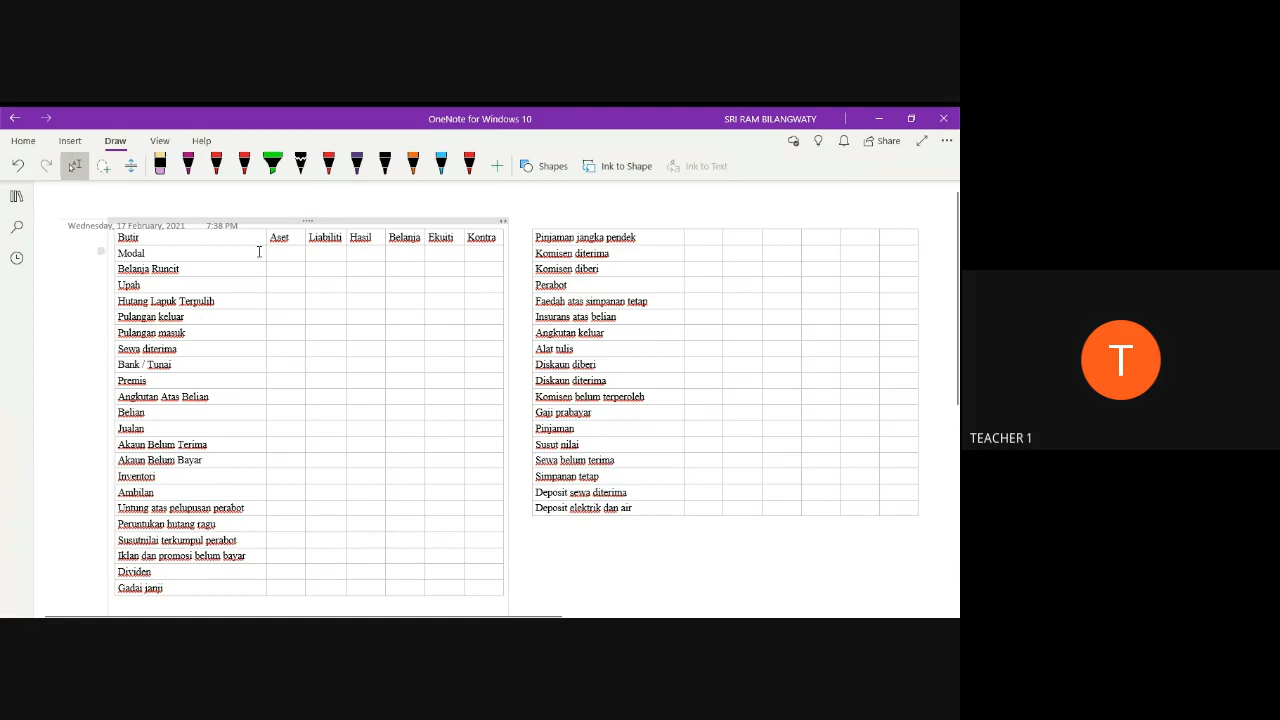 OneNote for Windows 10
SRI RAM BILANGWATY
Home Insert Draw View Help
Share
Shapes Ink to Shape Ink to Text
Wednesday, 17 February, 2021 7:38 PM
Butir Aset Liabiliti Hasil Belanja Ekuiti Kontra
Modal
Belanja Runcit
Upah
Hutang Lapuk Terpulih
Pulangan keluar
Pulangan masuk
Sewa diterima
Bank / Tunai
Premis
Angkutan Atas Belian
Belian
Jualan
Akaun Belum Terima
Akaun Belum Bayar
Inventori
Ambilan
Untung atas pelupusan perabot
Peruntukan hutang ragu
Susutnilai terkumpul perabot
Iklan dan promosi belum bayar
Dividen
Gadai janji
Pinjaman jangka pendek
Komisen diterima
Komisen diberi
Perabot
Faedah atas simpanan tetap
Insurans atas belian
Angkutan keluar
Alat tulis
Diskaun diberi
Diskaun diterima
Komisen belum terperoleh
Gaji prabayar
Pinjaman
Susut nilai
Sewa belum terima
Simpanan tetap
Deposit sewa diterima
Deposit elektrik dan air
T
TEACHER 1